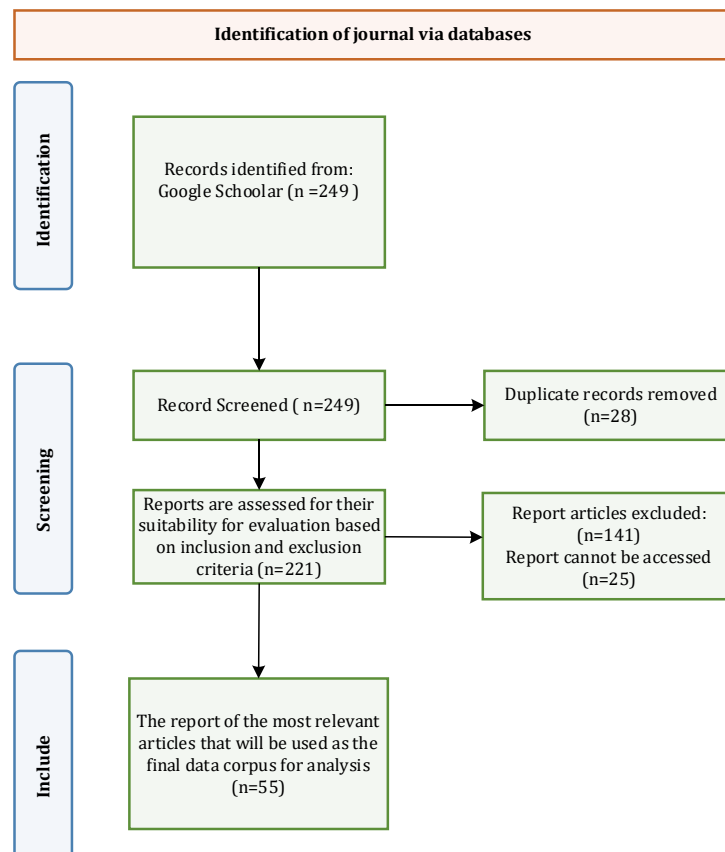 Identification of journal via databases
Identification
Records identified from:
Google Schoolar (n =249 )
Screening
Record Screened ( n=249)
Duplicate records removed
(n=28)
Reports are assessed for their
suitability for evaluation based
on inclusion and exclusion
criteria (n=221)
Report articles excluded:
(n=141)
Report cannot be accessed
(n=25)
Include
The report of the most relevant
articles that will be used as the
final data corpus for analysis
(n=55)